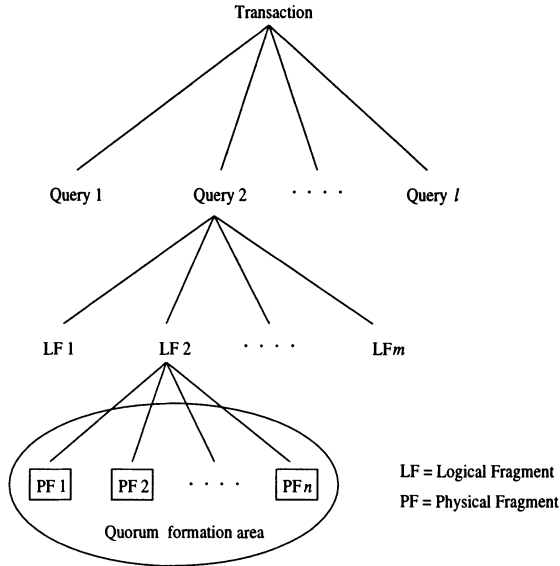 Transaction
Query 1 Query 2 . . . . Query l
LF 1 LF 2 . . . . LFm
PF 1 PF 2 . . . . PFn
Quorum formation area
LF = Logical Fragment
PF = Physical Fragment